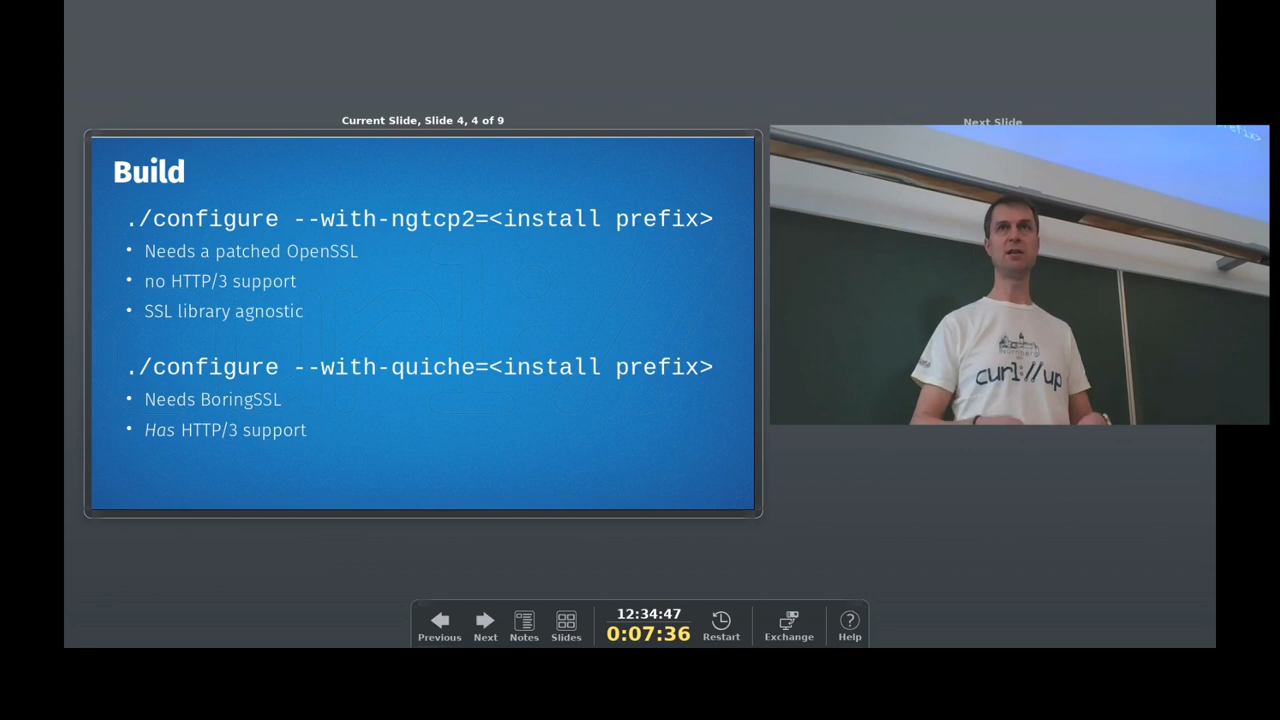 Current Slide, Slide 4, 4 of 9
Next Slide
Build
./configure --with-ngtcp2=<install prefix>
• Needs a patched OpenSSL
• no HTTP/3 support
• SSL library agnostic
./configure --with-quiche=<install prefix>
• Needs BoringSSL
• Has HTTP/3 support
Nürnberg
curl://up
12:34:47
0:07:36
Previous
Next
Notes
Slides
Restart
Exchange
Help